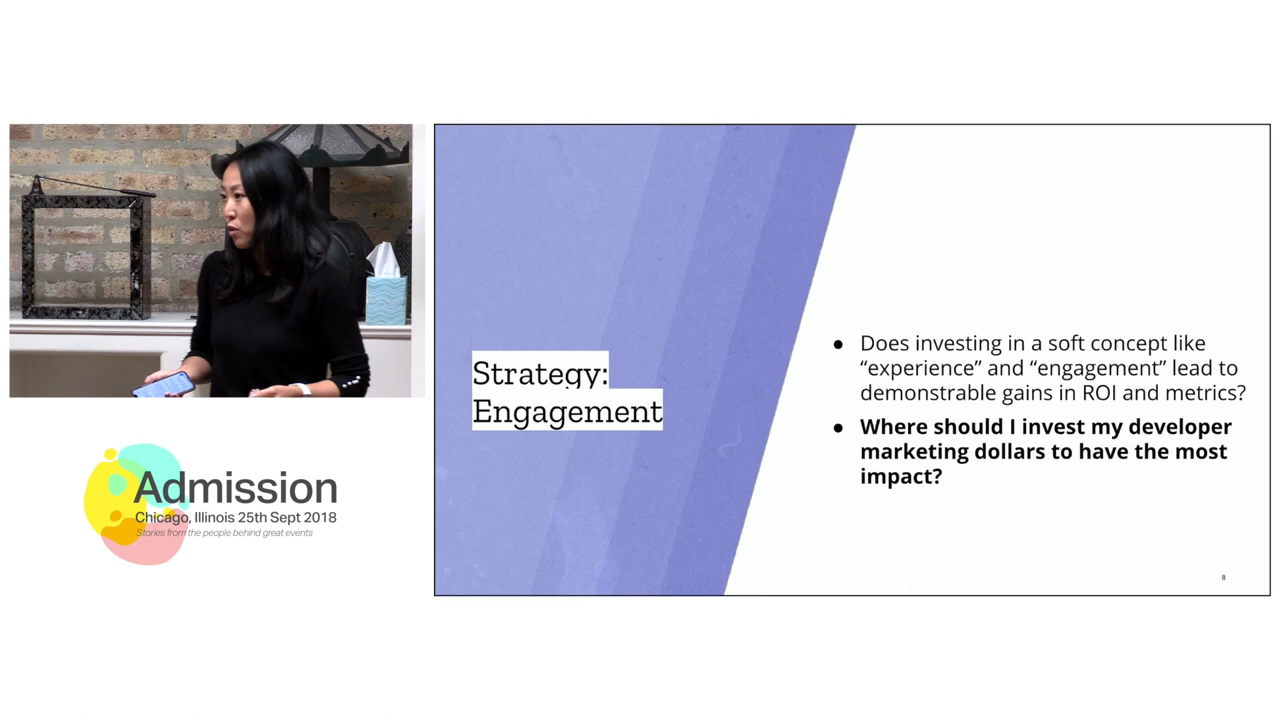 Strategy:
Engagement
● Does investing in a soft concept like
“experience” and “engagement” lead to
demonstrable gains in ROI and metrics?
● Where should I invest my developer
marketing dollars to have the most
impact?
8
Admission
Chicago, Illinois 25th Sept 2018
Stories from the people behind great events